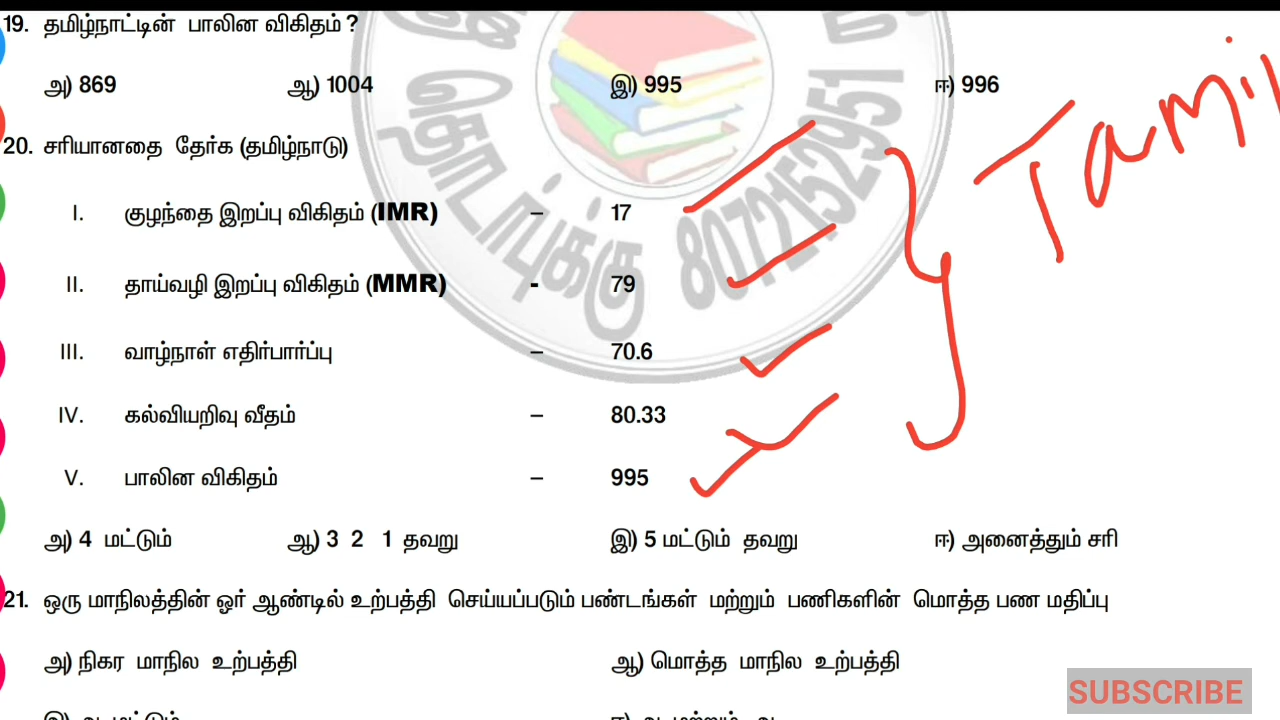 19. தமிழ்நாட்டின் பாலின விகிதம் ?
அ) 869 ஆ) 1004 இ) 995 ஈ) 996
20. சரியானதை தேர்க (தமிழ்நாடு)
I. குழந்தை இறப்பு விகிதம் (IMR) – 17
II. தாய்வழி இறப்பு விகிதம் (MMR) - 79
III. வாழ்நாள் எதிர்பார்ப்பு – 70.6
IV. கல்வியறிவு வீதம் – 80.33
V. பாலின விகிதம் – 995
அ) 4 மட்டும் ஆ) 3 2 1 தவறு இ) 5 மட்டும் தவறு ஈ) அனைத்தும் சரி
21. ஒரு மாநிலத்தின் ஓர் ஆண்டில் உற்பத்தி செய்யப்படும் பண்டங்கள் மற்றும் பணிகளின் மொத்த பண மதிப்பு
அ) நிகர மாநில உற்பத்தி ஆ) மொத்த மாநில உற்பத்தி
தொடர்புக்கு 8072152951
Tamil
SUBSCRIBE